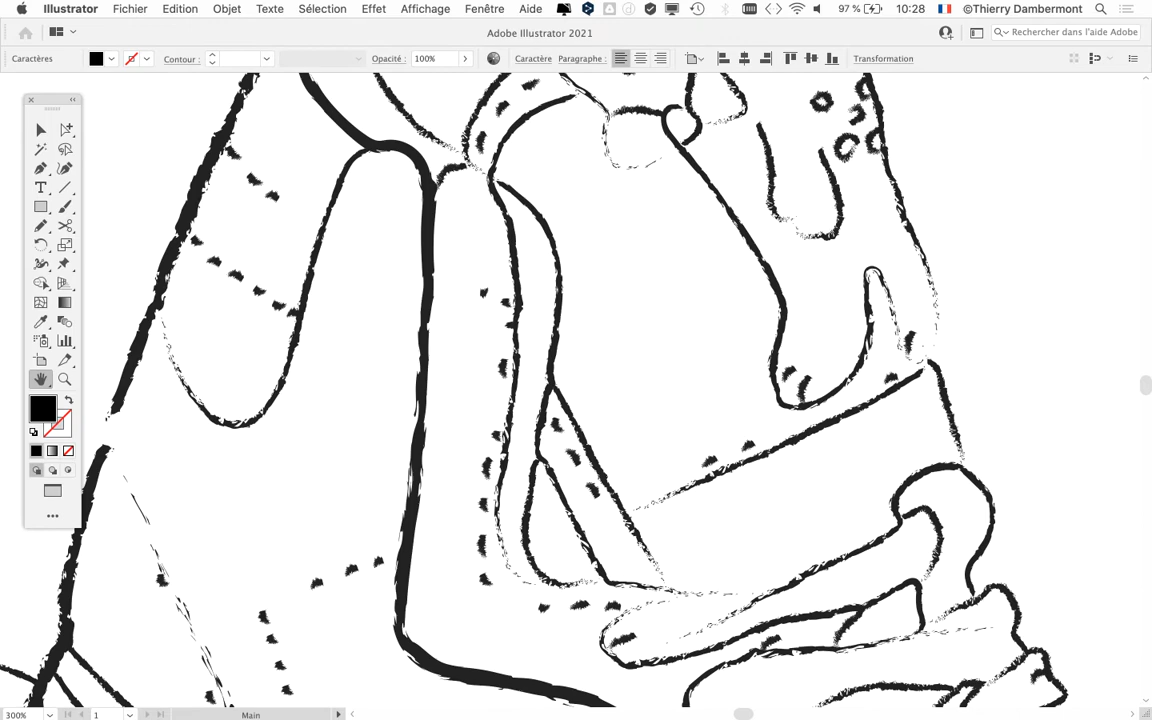 Illustrator Fichier Edition Objet Texte Sélection Effet Affichage Fenêtre Aide 97 % 10:28 ©Thierry Dambermont
Adobe Illustrator 2021 Rechercher dans l'aide Adobe
Caractères Contour : Opacité : 100% Caractère Paragraphe : Transformation
300% 1 Main